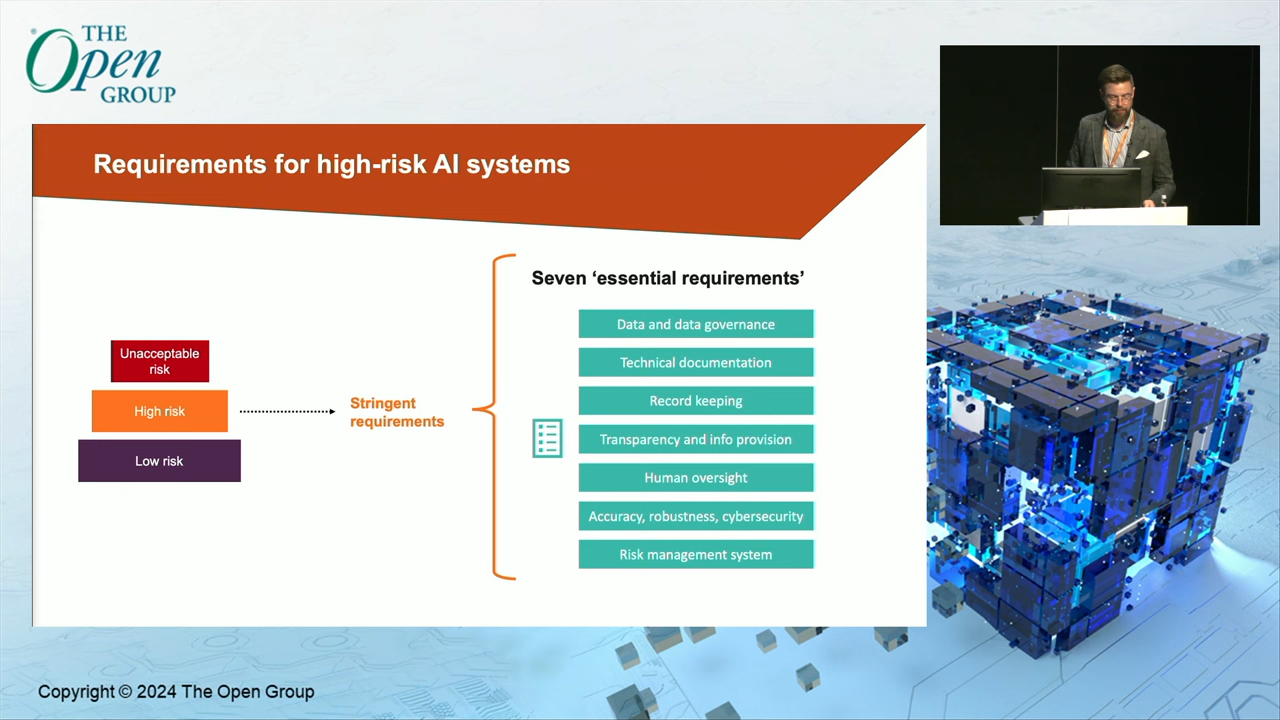 THE
Open
GROUP
Requirements for high-risk AI systems
Seven ‘essential requirements’
Unacceptable
risk
High risk
Low risk
Stringent
requirements
Data and data governance
Technical documentation
Record keeping
Transparency and info provision
Human oversight
Accuracy, robustness, cybersecurity
Risk management system
Copyright © 2024 The Open Group